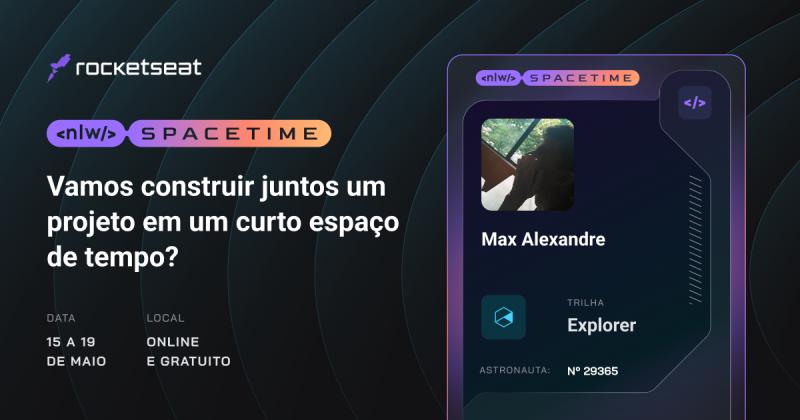 rocketseat
<nlw/> SPACETIME
Vamos construir juntos um
projeto em um curto espaço
de tempo?
DATA
15 A 19
DE MAIO
LOCAL
ONLINE
E GRATUITO
<nlw/> SPACETIME
</>
Max Alexandre
TRILHA
Explorer
ASTRONAUTA: Nº 29365